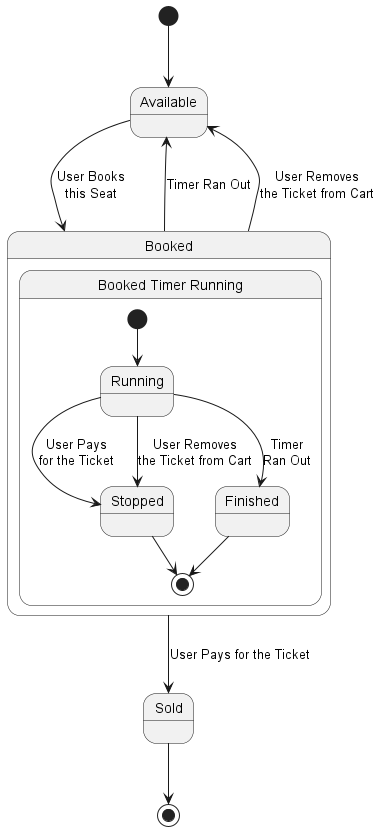 Available
User Books
this Seat
Timer Ran Out
User Removes
the Ticket from Cart
Booked
Booked Timer Running
Running
User Pays
for the Ticket
User Removes
the Ticket from Cart
Timer
Ran Out
Stopped
Finished
User Pays for the Ticket
Sold